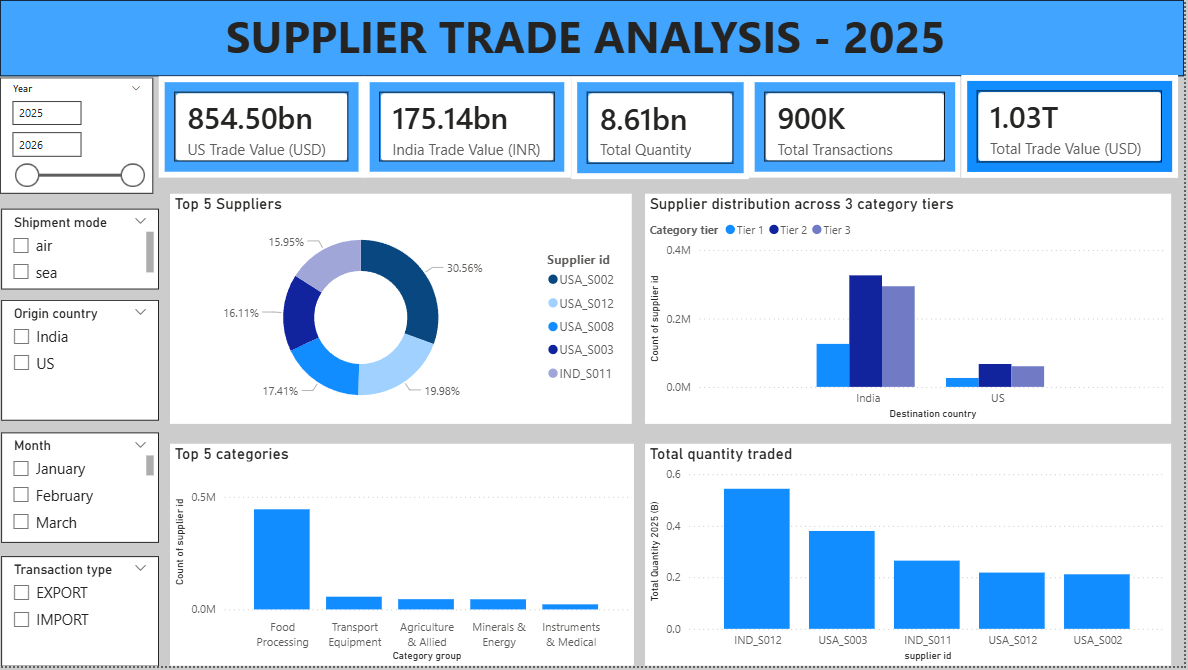 SUPPLIER TRADE ANALYSIS - 2025
Year
2025
2026
854.50bn
US Trade Value (USD)
175.14bn
India Trade Value (INR)
8.61bn
Total Quantity
900K
Total Transactions
1.03T
Total Trade Value (USD)
Shipment mode
air
sea
Origin country
India
US
Month
January
February
March
Transaction type
EXPORT
IMPORT
Top 5 Suppliers
15.95%
30.56%
16.11%
17.41%
19.98%
Supplier id
USA_S002
USA_S012
USA_S008
USA_S003
IND_S011
Supplier distribution across 3 category tiers
Category tier Tier 1 Tier 2 Tier 3
Count of supplier id
0.4M
0.2M
0.0M
India US
Destination country
Top 5 categories
Count of supplier id
0.5M
0.0M
Food Processing
Transport Equipment
Agriculture & Allied
Minerals & Energy
Instruments & Medical
Category group
Total quantity traded
Total Quantity 2025 (B)
0.6
0.4
0.2
0.0
IND_S012 USA_S003 IND_S011 USA_S012 USA_S002
supplier id